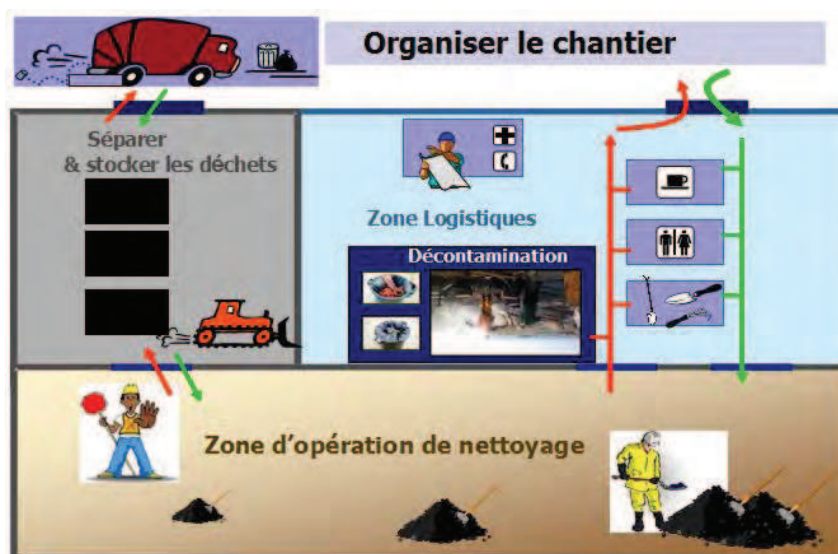 Organiser le chantier
Séparer
& stocker les déchets
Zone Logistiques
Décontamination
Zone d'opération de nettoyage